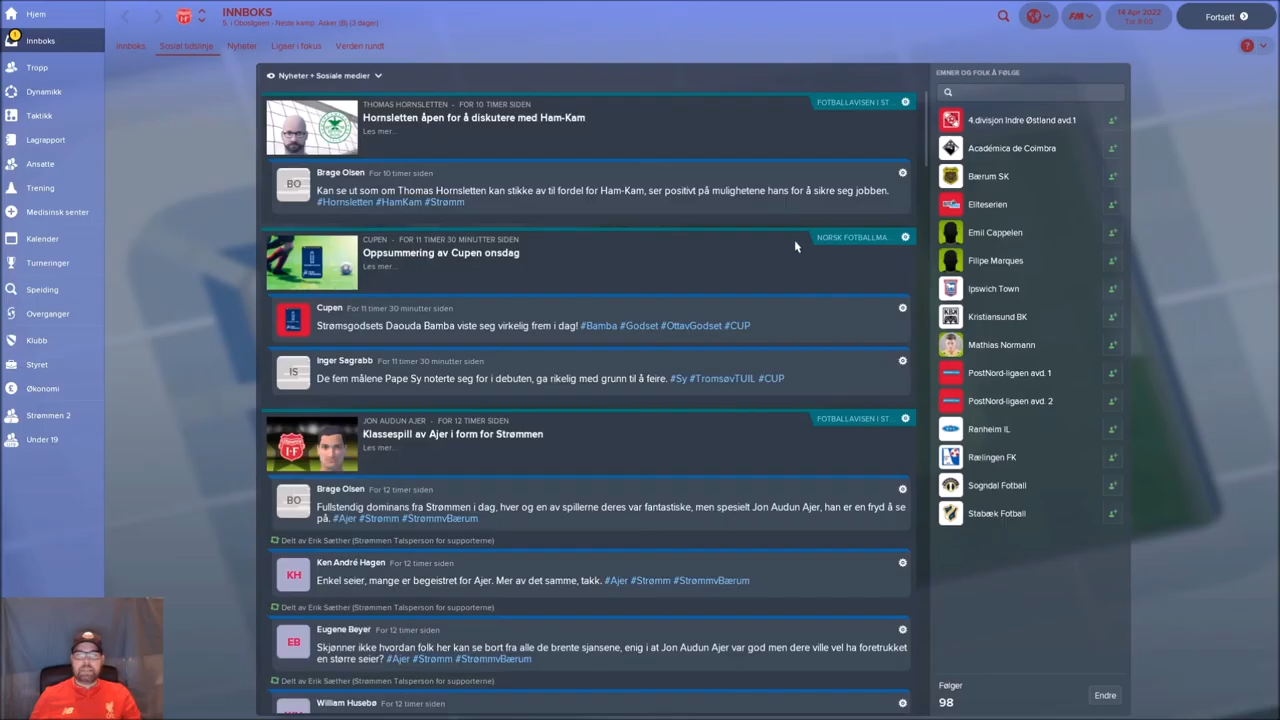 Hjem
Innboks
Tropp
Dynamikk
Taktikk
Lagrapport
Ansatte
Trening
Medisinsk senter
Kalender
Turneringer
Speiding
Overganger
Klubb
Styret
Økonomi
Strømmen 2
Under 19
INNBOKS
5. i Obosligaen - Neste kamp: Asker (B) (3 dager)
FM
14 Apr 2022
Tor 8:00
Fortsett
Innboks
Sosial tidslinje
Nyheter
Ligaer i fokus
Verden rundt
?
Nyheter + Sosiale medier
THOMAS HORNSLETTEN - FOR 10 TIMER SIDEN
FOTBALLAVISEN I ST...
Hornsletten åpen for å diskutere med Ham-Kam
Les mer...
BO
Brage Olsen For 10 timer siden
Kan se ut som om Thomas Hornsletten kan stikke av til fordel for Ham-Kam, ser positivt på mulighetene hans for å sikre seg jobben.
#Hornsletten #HamKam #Strømm
CUPEN - FOR 11 TIMER 30 MINUTTER SIDEN
NORSK FOTBALLMA...
Oppsummering av Cupen onsdag
Les mer...
Cupen For 11 timer 30 minutter siden
Strømsgodsets Daouda Bamba viste seg virkelig frem i dag! #Bamba #Godset #OttavGodset #CUP
IS
Inger Sagrabb For 11 timer 30 minutter siden
De fem målene Pape Sy noterte seg for i debuten, ga rikelig med grunn til å feire. #Sy #TromsøvTUIL #CUP
JON AUDUN AJER - FOR 12 TIMER SIDEN
FOTBALLAVISEN I ST...
Klassespill av Ajer i form for Strømmen
Les mer...
BO
Brage Olsen For 12 timer siden
Fullstendig dominans fra Strømmen i dag, hver og en av spillerne deres var fantastiske, men spesielt Jon Audun Ajer, han er en fryd å se
på. #Ajer #Strømm #StrømmvBærum
Delt av Erik Sæther (Strømmen Talsperson for supporterne)
KH
Ken André Hagen For 12 timer siden
Enkel seier, mange er begeistret for Ajer. Mer av det samme, takk. #Ajer #Strømm #StrømmvBærum
Delt av Erik Sæther (Strømmen Talsperson for supporterne)
EB
Eugene Beyer For 12 timer siden
Skjønner ikke hvordan folk her kan se bort fra alle de brente sjansene, enig i at Jon Audun Ajer var god men dere ville vel ha foretrukket
en større seier? #Ajer #Strømm #StrømmvBærum
Delt av Erik Sæther (Strømmen Talsperson for supporterne)
William Husebø For 12 timer siden
EMNER OG FOLK Å FØLGE
4.divisjon Indre Østland avd.1
Académica de Coimbra
Bærum SK
Eliteserien
Emil Cappelen
Filipe Marques
Ipswich Town
Kristiansund BK
Mathias Normann
PostNord-ligaen avd. 1
PostNord-ligaen avd. 2
Ranheim IL
Rælingen FK
Sogndal Fotball
Stabæk Fotball
Følger
98
Endre